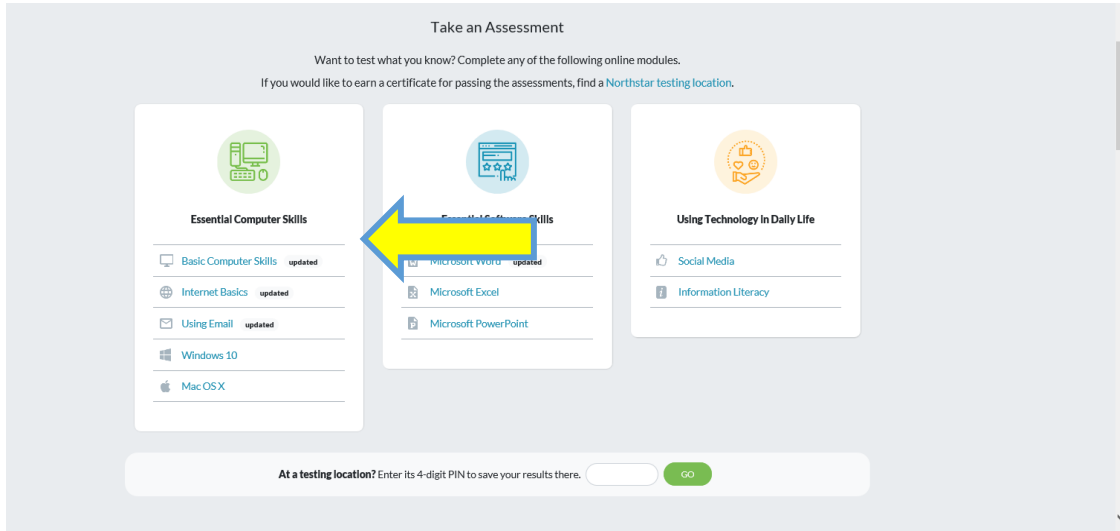 Take an Assessment
Want to test what you know? Complete any of the following online modules.
If you would like to earn a certificate for passing the assessments, find a Northstar testing location.
Essential Computer Skills
Basic Computer Skills updated
Internet Basics updated
Using Email updated
Windows 10
Mac OS X
Essential Software Skills
Microsoft Word updated
Microsoft Excel
Microsoft PowerPoint
Using Technology in Daily Life
Social Media
Information Literacy
At a testing location? Enter its 4-digit PIN to save your results there.
GO